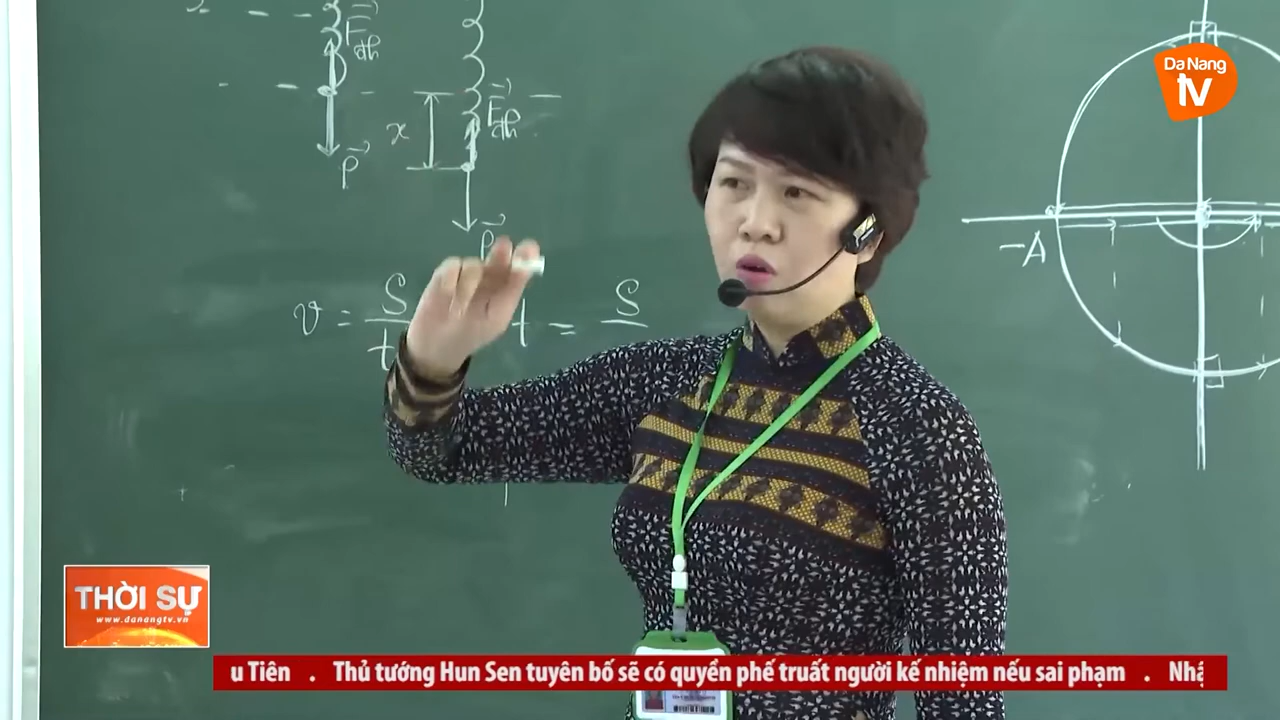 F đh
F đh
x
P
P
v = S/t
t = S
-A
Da Nang
tv
THỜI SỰ
www.danangtv.vn
u Tiên . Thủ tướng Hun Sen tuyên bố sẽ có quyền phế truất người kế nhiệm nếu sai phạm . Nhậ